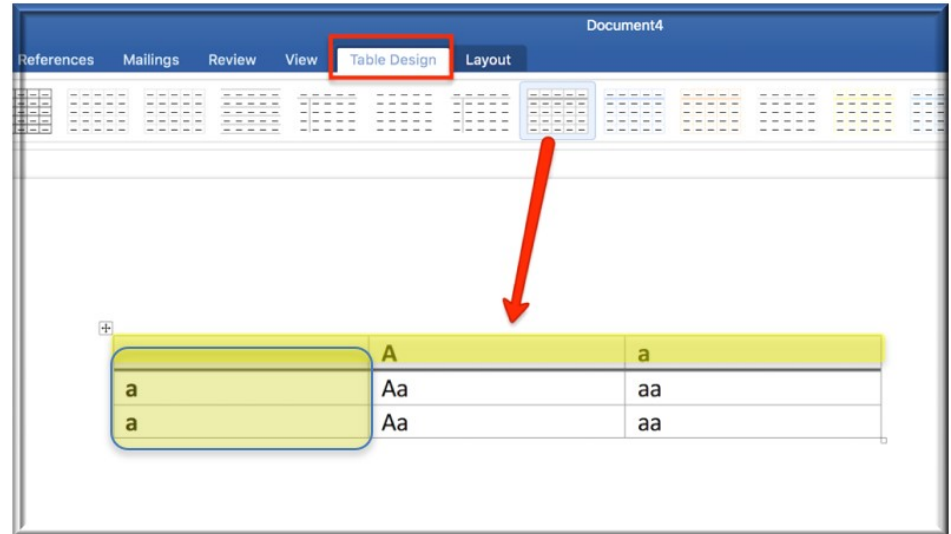 Document4
References Mailings Review View Table Design Layout
A a
a Aa aa
a Aa aa